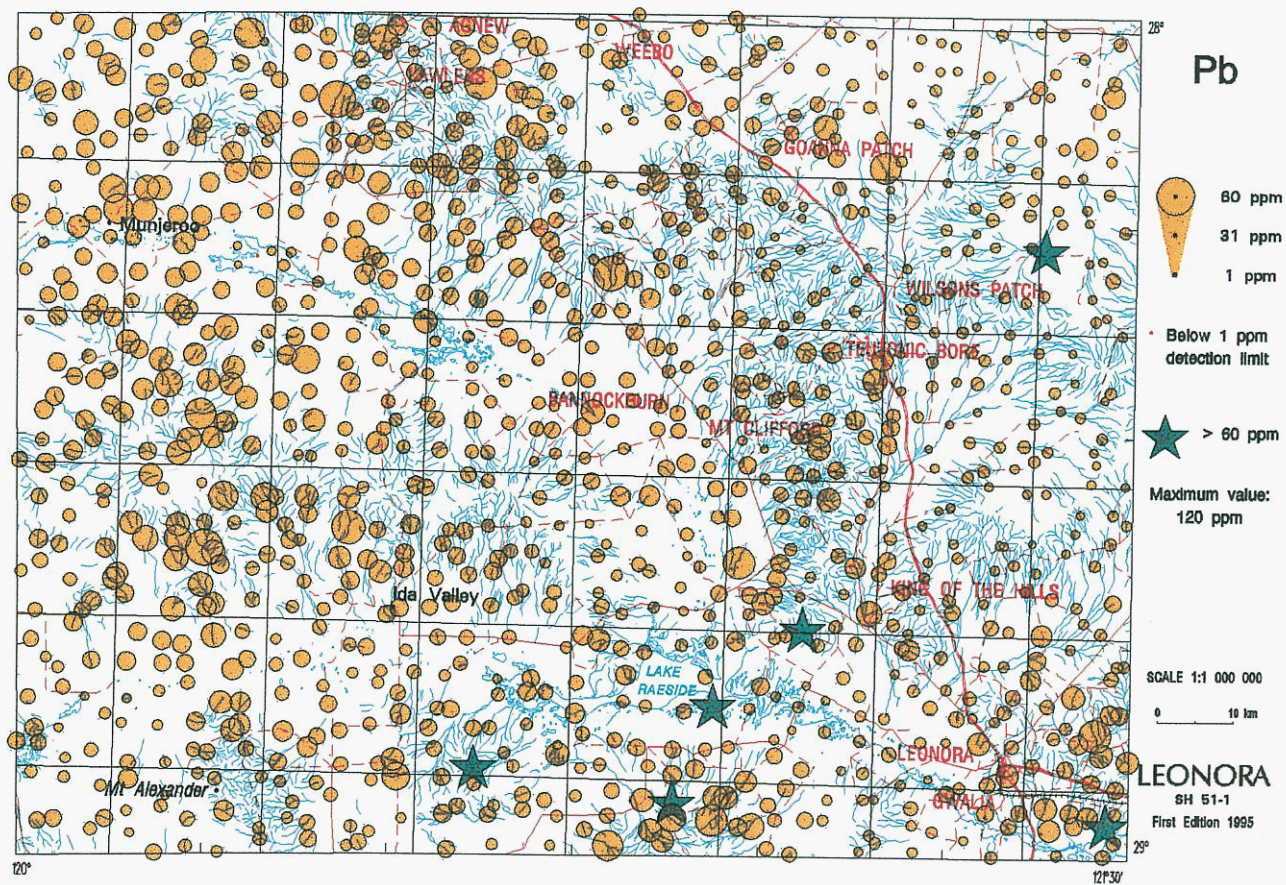 Pb
28°
AGNEW
WEEBO
LAWLERS
GOANNA PATCH
60 ppm
31 ppm
1 ppm
Munjeroo
WILSONS PATCH
Below 1 ppm
detection limit
TEUTONIC BORE
BANNOCKBURN
MT CLIFFORD
> 60 ppm
Maximum value:
120 ppm
Ida Valley
KING OF THE HILLS
LAKE
RAESIDE
SCALE 1:1 000 000
0 10 km
LEONORA
Mt Alexander
GWALIA
LEONORA
SH 51-1
First Edition 1995
120°
29°
121°30'